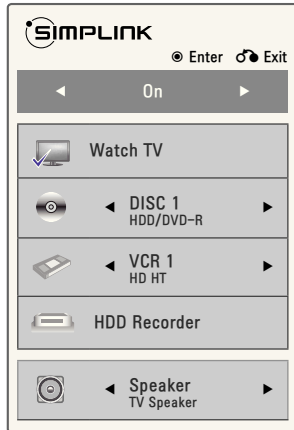 SIMPLINK
Enter Exit
On
Watch TV
DISC 1
HDD/DVD-R
VCR 1
HD HT
HDD Recorder
Speaker
TV Speaker